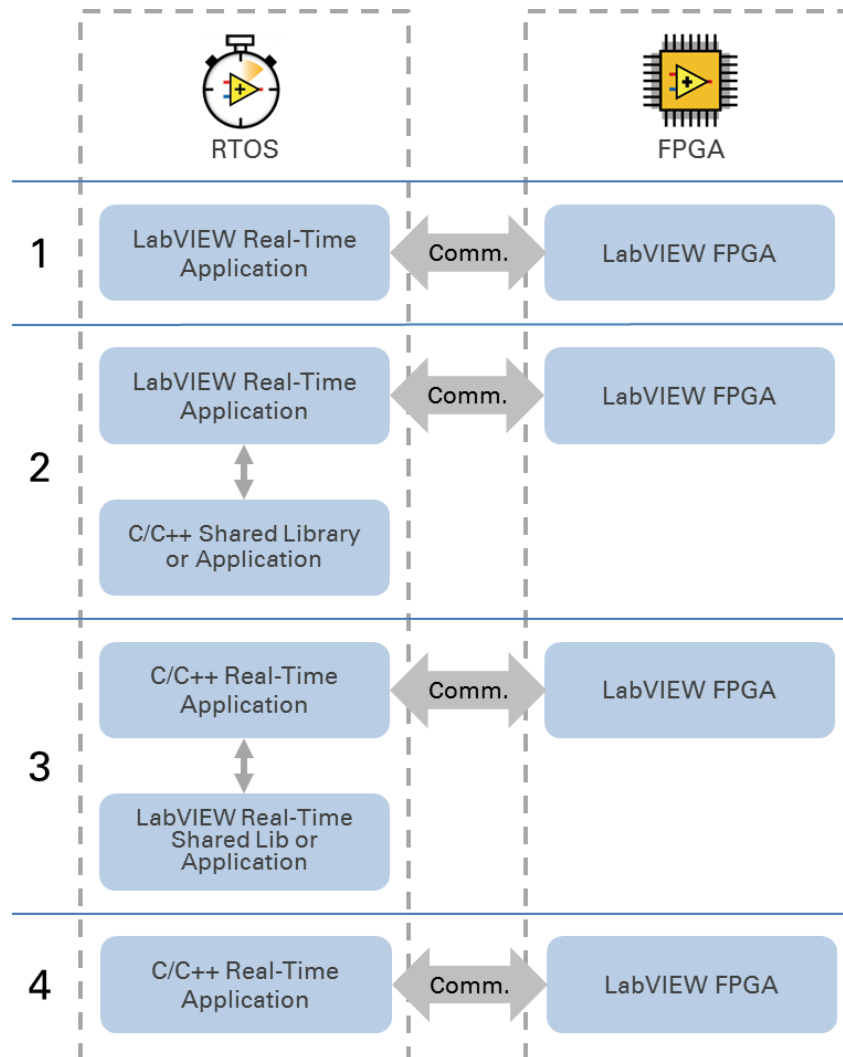 RTOS
FPGA
1
LabVIEW Real-Time
Application
Comm.
LabVIEW FPGA
2
LabVIEW Real-Time
Application
Comm.
LabVIEW FPGA
C/C++ Shared Library
or Application
3
C/C++ Real-Time
Application
Comm.
LabVIEW FPGA
LabVIEW Real-Time
Shared Lib or
Application
4
C/C++ Real-Time
Application
Comm.
LabVIEW FPGA